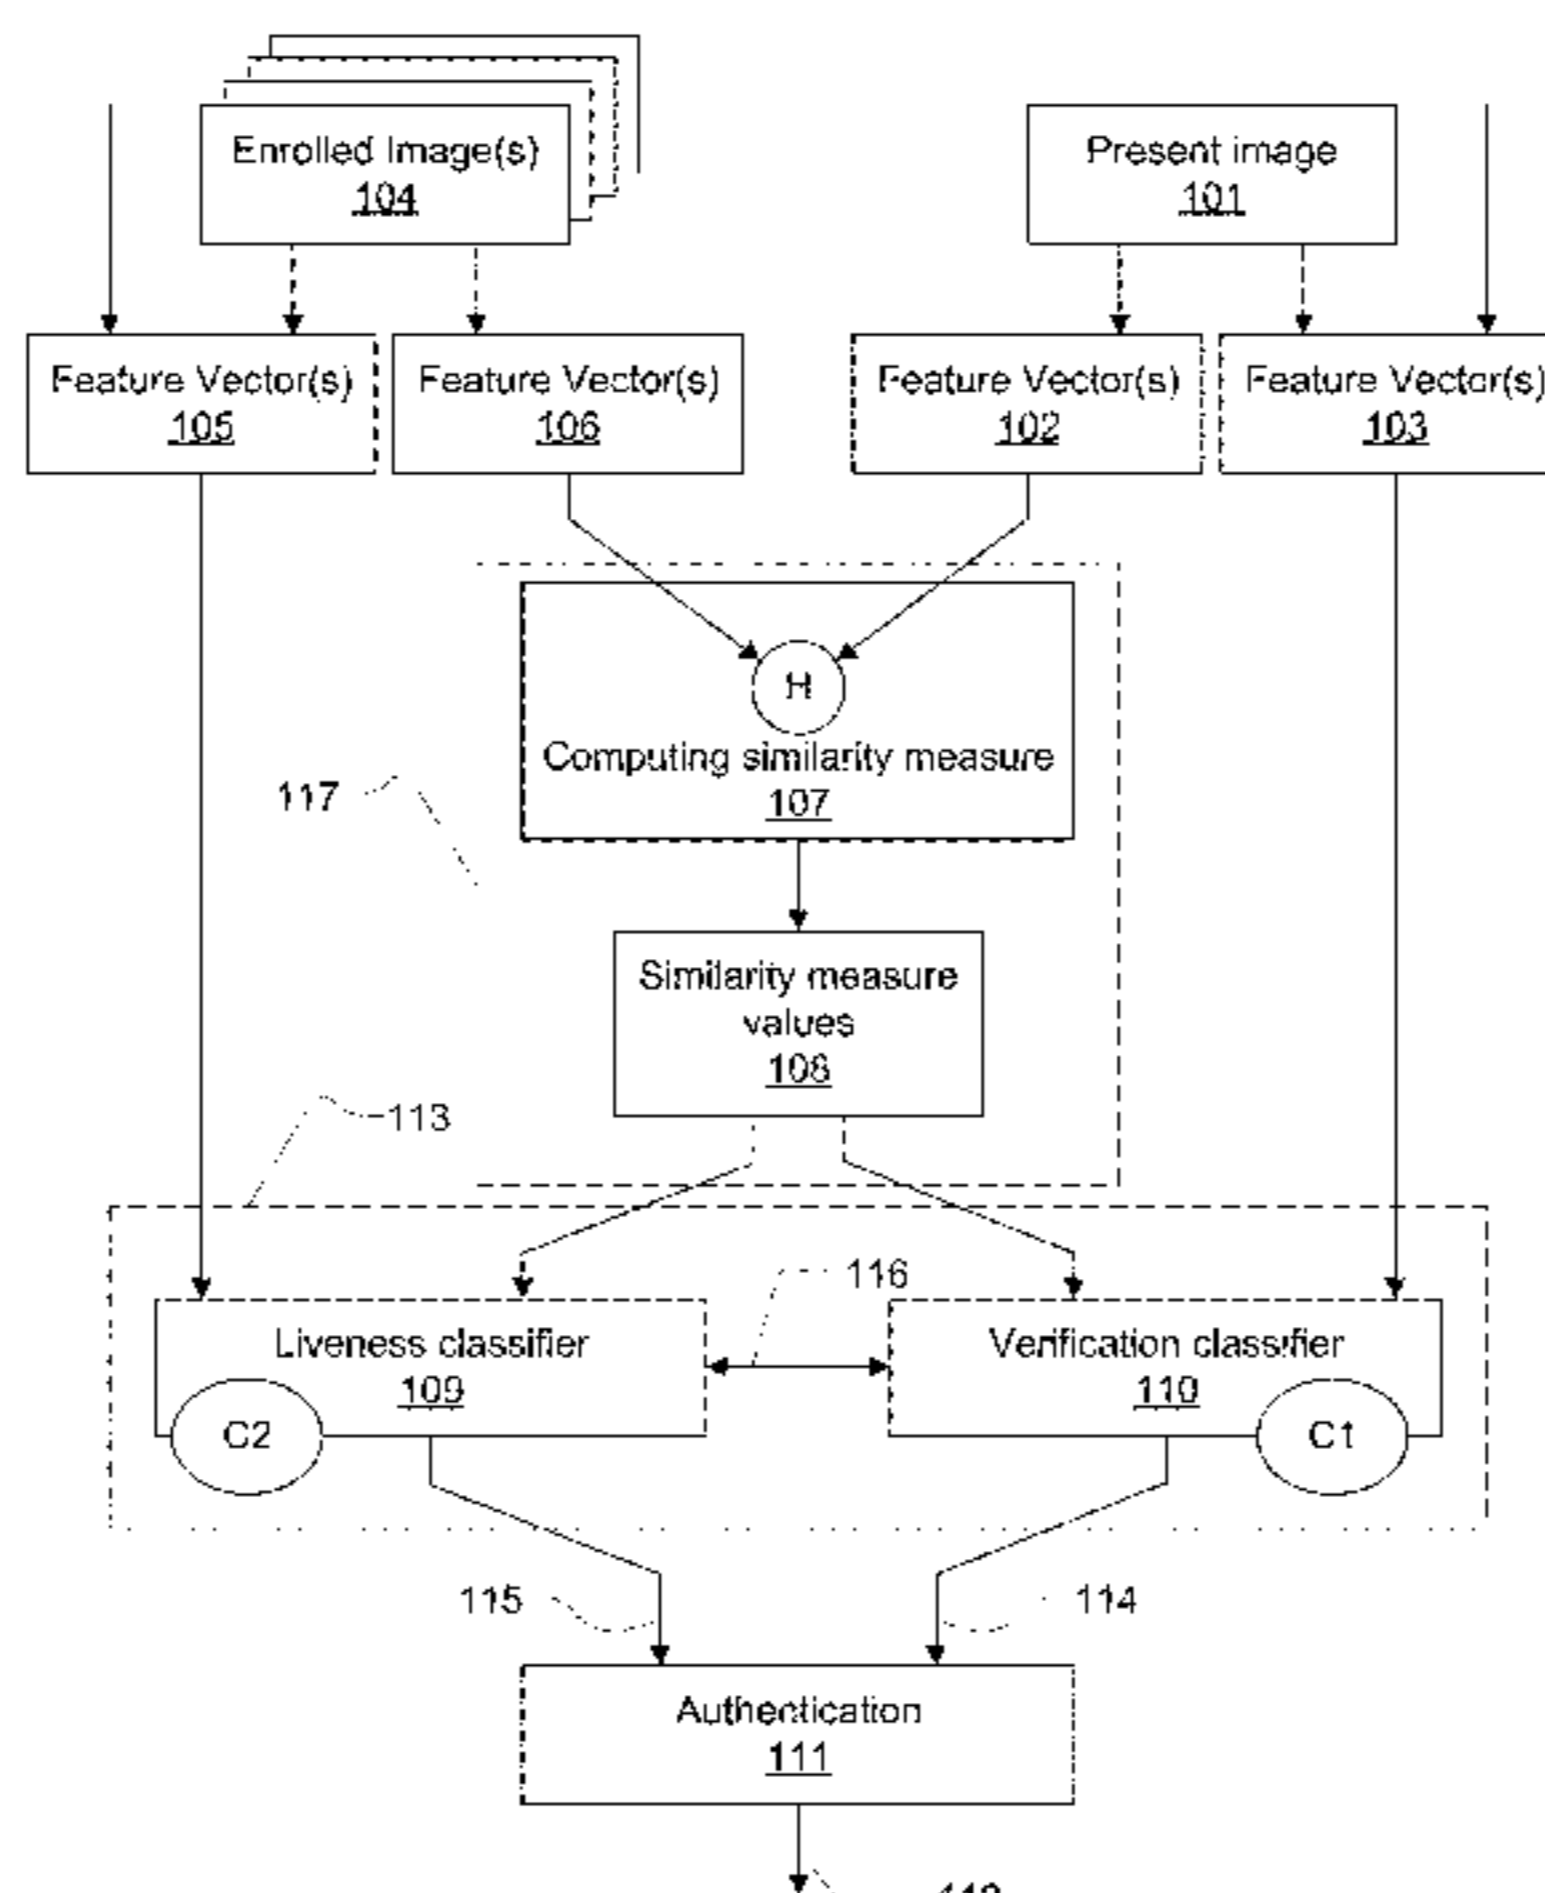 Enrolled Image(s)
104
Present image
101
Feature Vector(s)
105
Feature Vector(s)
106
Feature Vector(s)
102
Feature Vector(s)
103
H
Computing similarity measure
107
117
Similarity measure
values
108
113
116
Liveness classifier
109
C2
Verification classifier
110
C1
115
114
Authentication
111